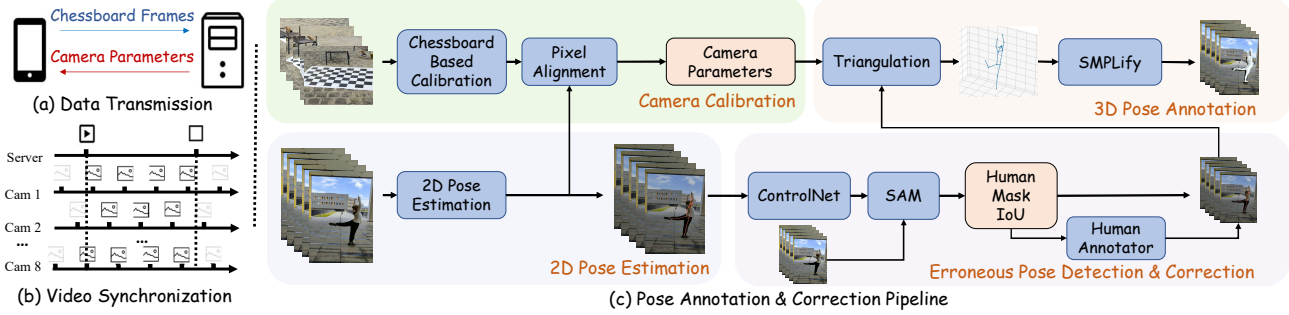 Chessboard Frames
Camera Parameters
(a) Data Transmission
Server
Cam 1
Cam 2
...
...
Cam 8
(b) Video Synchronization
Chessboard
Based
Calibration
Pixel
Alignment
Camera
Parameters
Camera Calibration
Triangulation
SMPLify
3D Pose Annotation
2D Pose
Estimation
2D Pose Estimation
ControlNet
SAM
Human
Mask
IoU
Human
Annotator
Erroneous Pose Detection & Correction
(c) Pose Annotation & Correction Pipeline